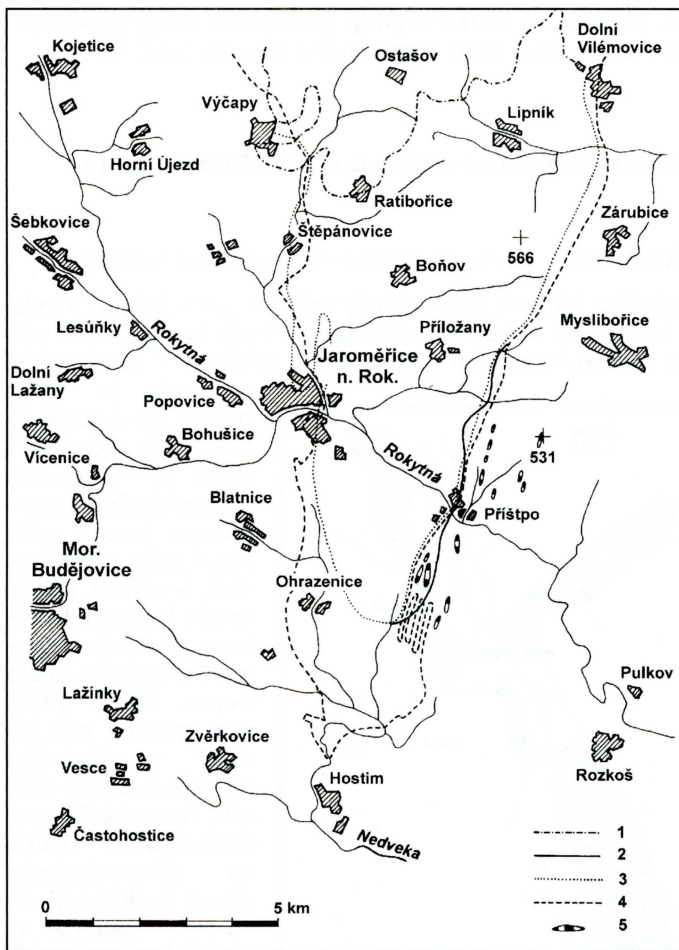 Kojetice
Ostašov
Dolní
Vilémovice
Výčapy
Lipník
Horní Újezd
Ratibořice
Šebkovice
Štěpánovice
566
Zárubice
Boňov
Lesůňky
Rokytná
Příložany
Myslibořice
Jaroměřice
n. Rok.
Dolní
Lažany
Popovice
Vícenice
Bohušice
Rokytná
531
Blatnice
Příštpo
Mor.
Budějovice
Ohrazenice
Pulkov
Lažínky
Zvěrkovice
Vesce
Rozkoš
Hostim
Častohostice
Nedveka
1
2
3
4
5
0
5 km